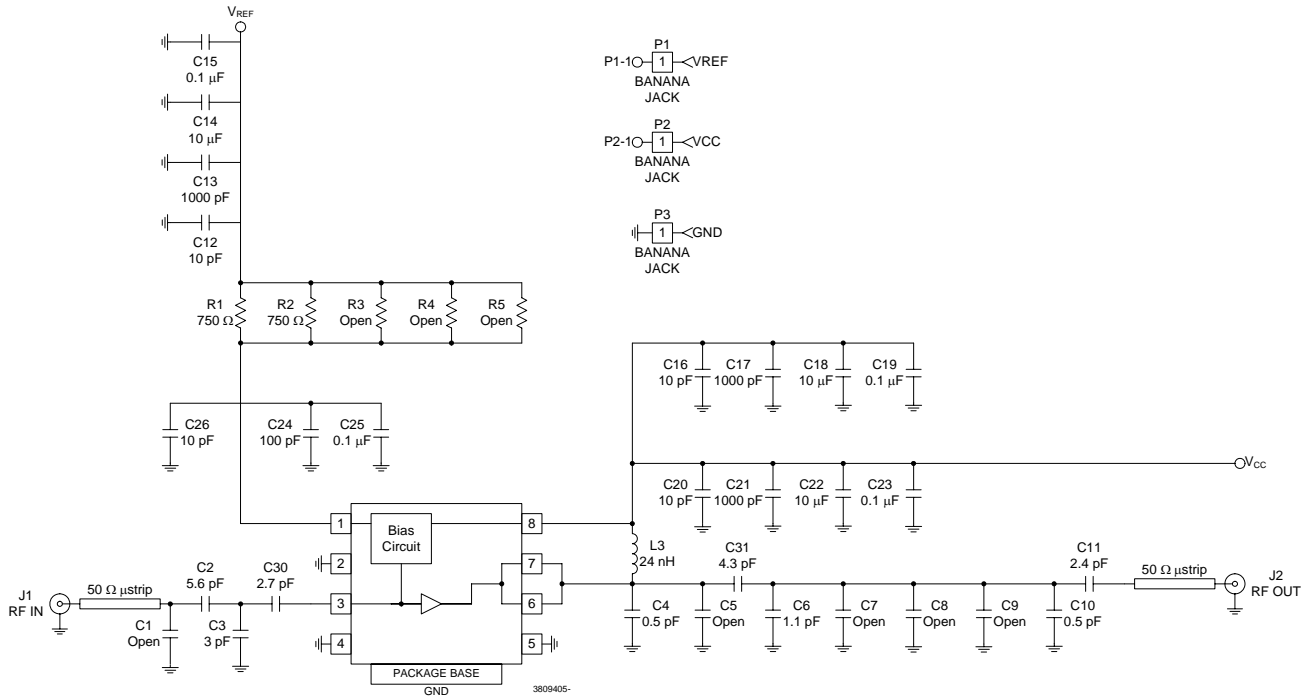 VREF
C15
0.1 µF
C14
10 µF
C13
1000 pF
C12
10 pF
P1
P1-1
1
VREF
BANANA
JACK
P2
P2-1
1
VCC
BANANA
JACK
P3
1
GND
BANANA
JACK
R1
750 Ω
R2
750 Ω
R3
Open
R4
Open
R5
Open
C16
10 pF
C17
1000 pF
C18
10 µF
C19
0.1 µF
C26
10 pF
C24
100 pF
C25
0.1 µF
VCC
C20
10 pF
C21
1000 pF
C22
10 µF
C23
0.1 µF
1
Bias
Circuit
8
2
7
3
6
4
5
L3
24 nH
C31
4.3 pF
C11
2.4 pF
50 Ω µstrip
J2
RF OUT
J1
RF IN
50 Ω µstrip
C2
5.6 pF
C30
2.7 pF
C1
Open
C3
3 pF
C4
0.5 pF
C5
Open
C6
1.1 pF
C7
Open
C8
Open
C9
Open
C10
0.5 pF
PACKAGE BASE
GND
3809405-